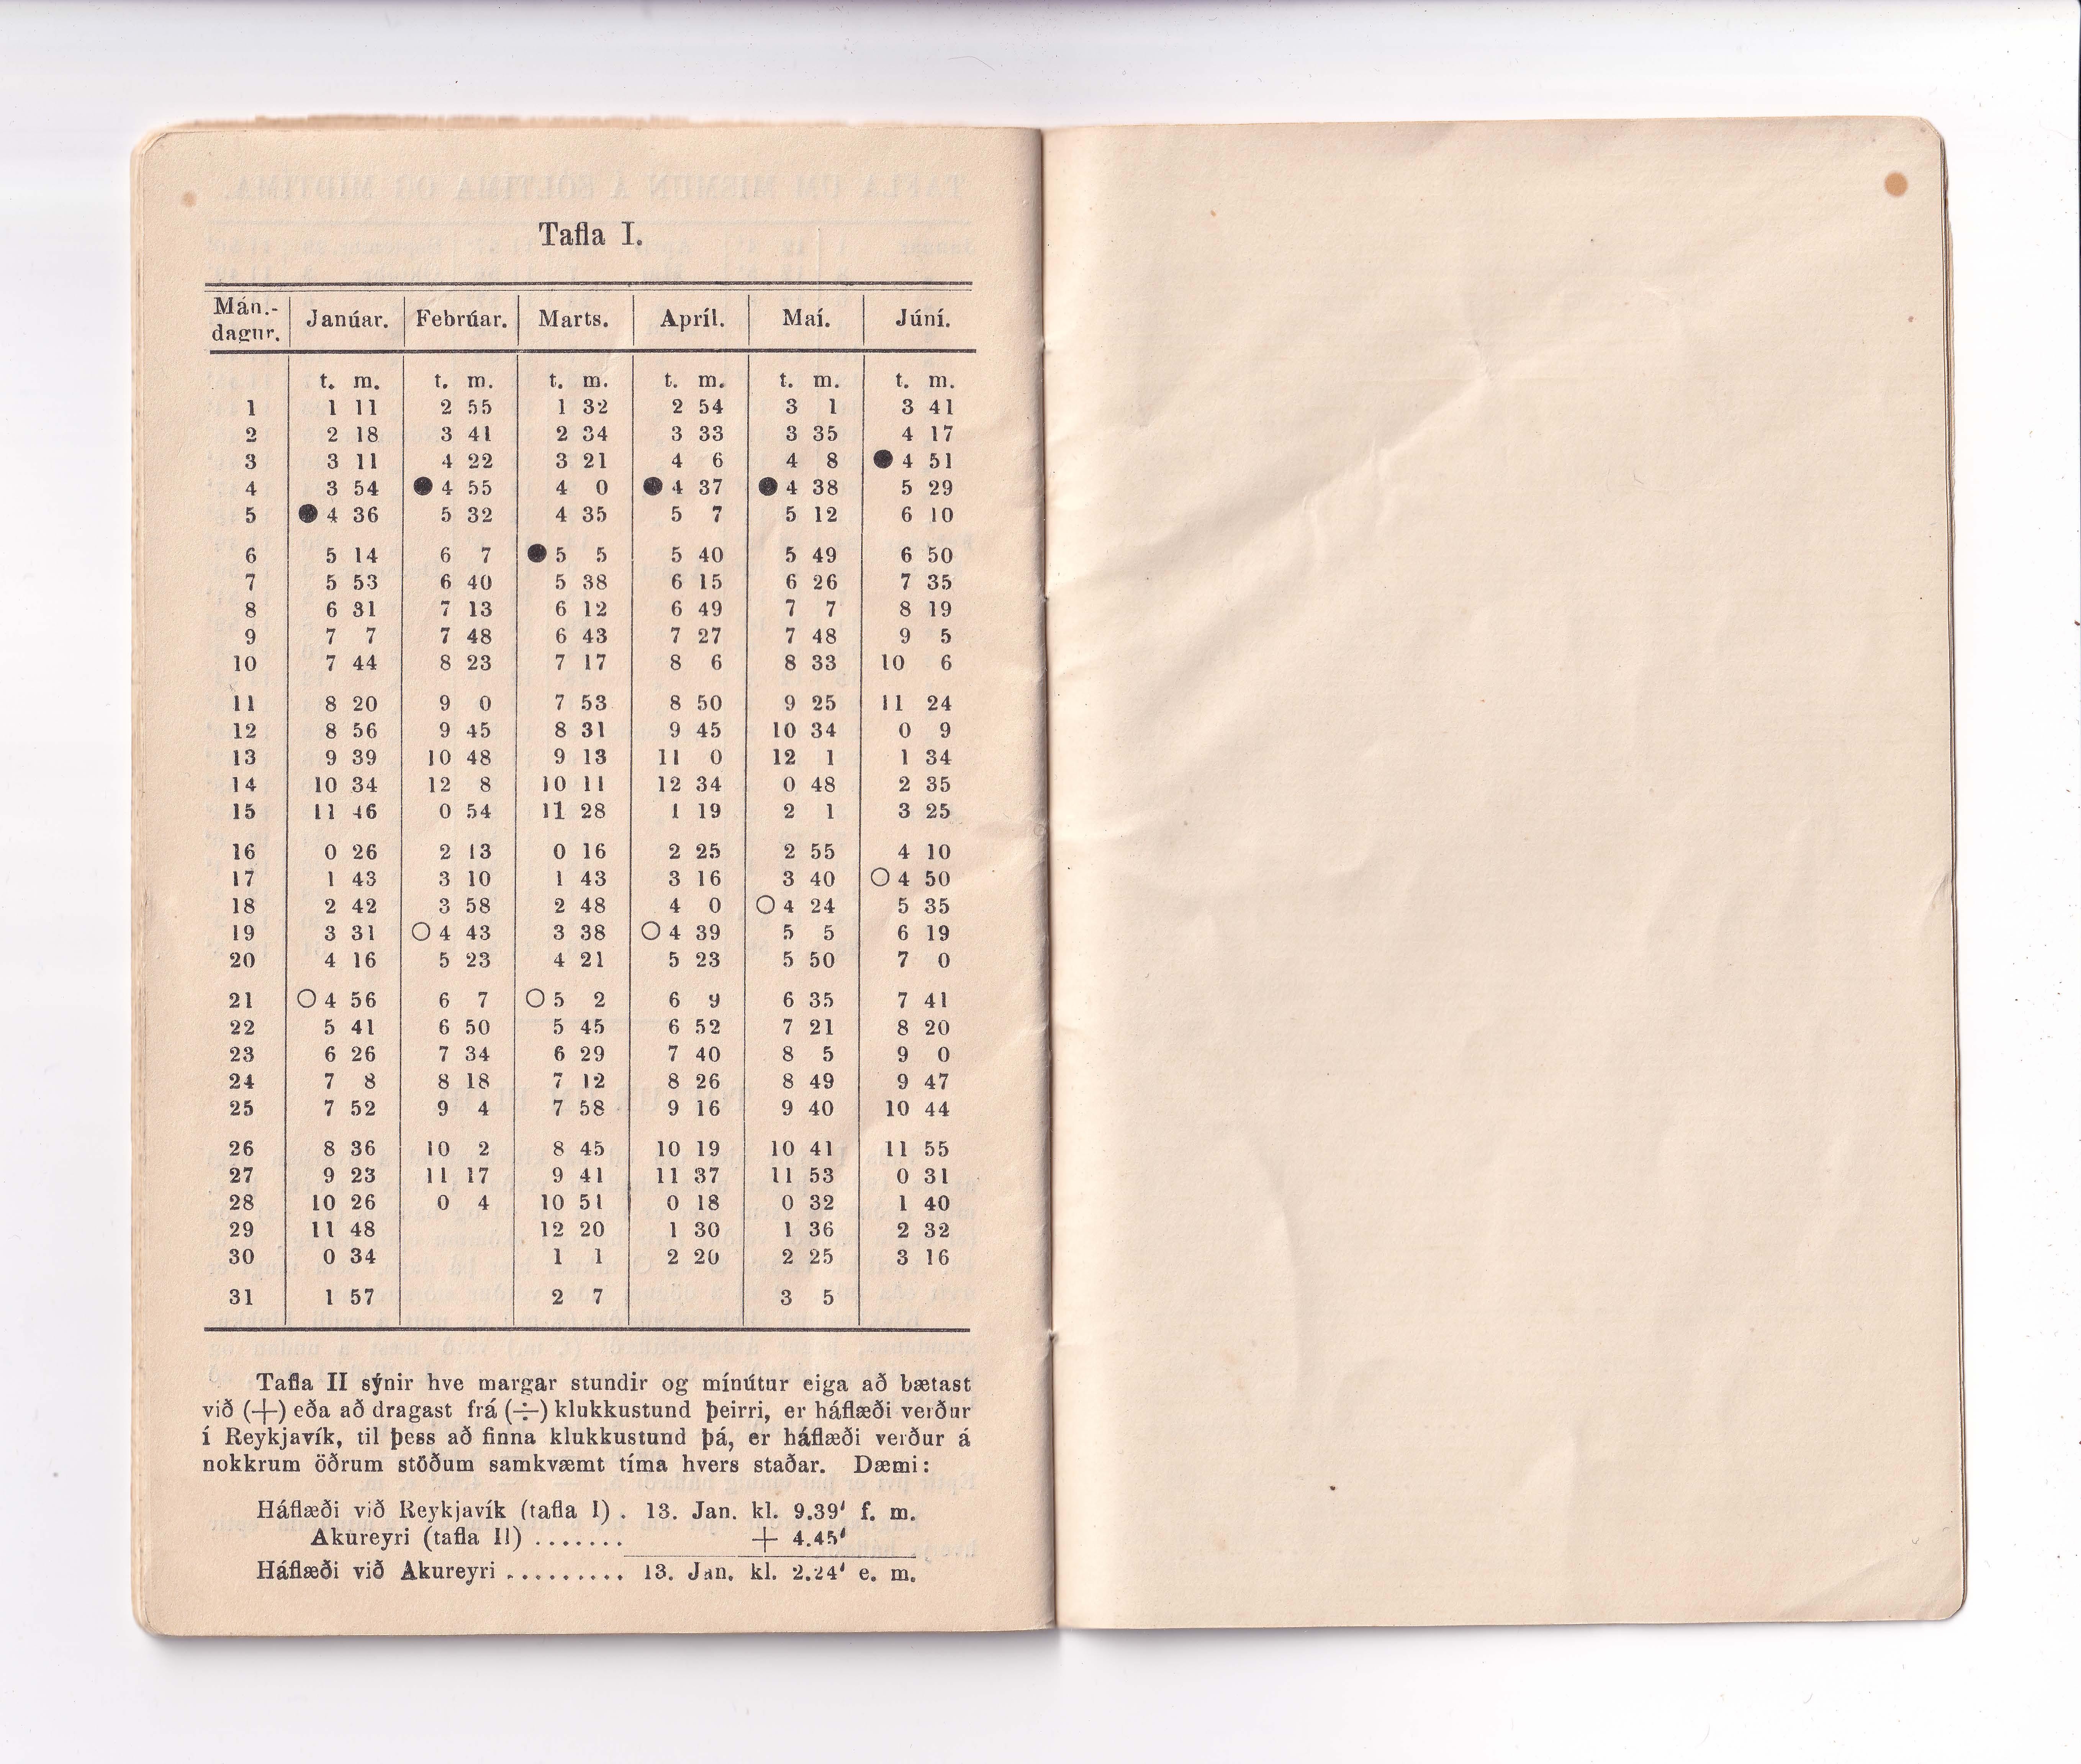 Tafla I.
Mán.-dagur. Janúar. Febrúar. Marts. Apríl. Maí. Júní.
t. m. t. m. t. m. t. m. t. m. t. m.
1 1 11 2 55 1 32 2 54 3 1 3 41
2 2 18 3 41 2 34 3 33 3 35 4 17
3 3 11 4 22 3 21 4 6 4 8 ● 4 51
4 3 54 ● 4 55 4 0 ● 4 37 ● 4 38 5 29
5 ● 4 36 5 32 4 35 5 7 5 12 6 10
6 5 14 6 7 ● 5 5 5 40 5 49 6 50
7 5 53 6 40 5 38 6 15 6 26 7 35
8 6 31 7 13 6 12 6 49 7 7 8 19
9 7 7 7 48 6 43 7 27 7 48 9 5
10 7 44 8 23 7 17 8 6 8 33 10 6
11 8 20 9 0 7 53 8 50 9 25 11 24
12 8 56 9 45 8 31 9 45 10 34 0 9
13 9 39 10 48 9 13 11 0 12 1 1 34
14 10 34 12 8 10 11 12 34 0 48 2 35
15 11 46 0 54 11 28 1 19 2 1 3 25
16 0 26 2 13 0 16 2 25 2 55 4 10
17 1 43 3 10 1 43 3 16 3 40 ○ 4 50
18 2 42 3 58 2 48 4 0 ○ 4 24 5 35
19 3 31 ○ 4 43 3 38 ○ 4 39 5 5 6 19
20 4 16 5 23 4 21 5 23 5 50 7 0
21 ○ 4 56 6 7 ○ 5 2 6 9 6 35 7 41
22 5 41 6 50 5 45 6 52 7 21 8 20
23 6 26 7 34 6 29 7 40 8 5 9 0
24 7 8 8 18 7 12 8 26 8 49 9 47
25 7 52 9 4 7 58 9 16 9 40 10 44
26 8 36 10 2 8 45 10 19 10 41 11 55
27 9 23 11 17 9 41 11 37 11 53 0 31
28 10 26 0 4 10 51 0 18 0 32 1 40
29 11 48 12 20 1 30 1 36 2 32
30 0 34 1 1 2 20 2 25 3 16
31 1 57 2 7 3 5
Tafla II sýnir hve margar stundir og mínútur eiga að bætast
við (+) eða að dragast frá (÷) klukkustund þeirri, er háflæði verður
í Reykjavík, til þess að finna klukkustund þá, er háflæði verður á
nokkrum öðrum stöðum samkvæmt tíma hvers staðar. Dæmi:
Háflæði við Reykjavík (tafla I) . 13. Jan. kl. 9.39' f. m.
Akureyri (tafla II) ....... + 4.45'
Háflæði við Akureyri ......... 13. Jan. kl. 2.24' e. m.